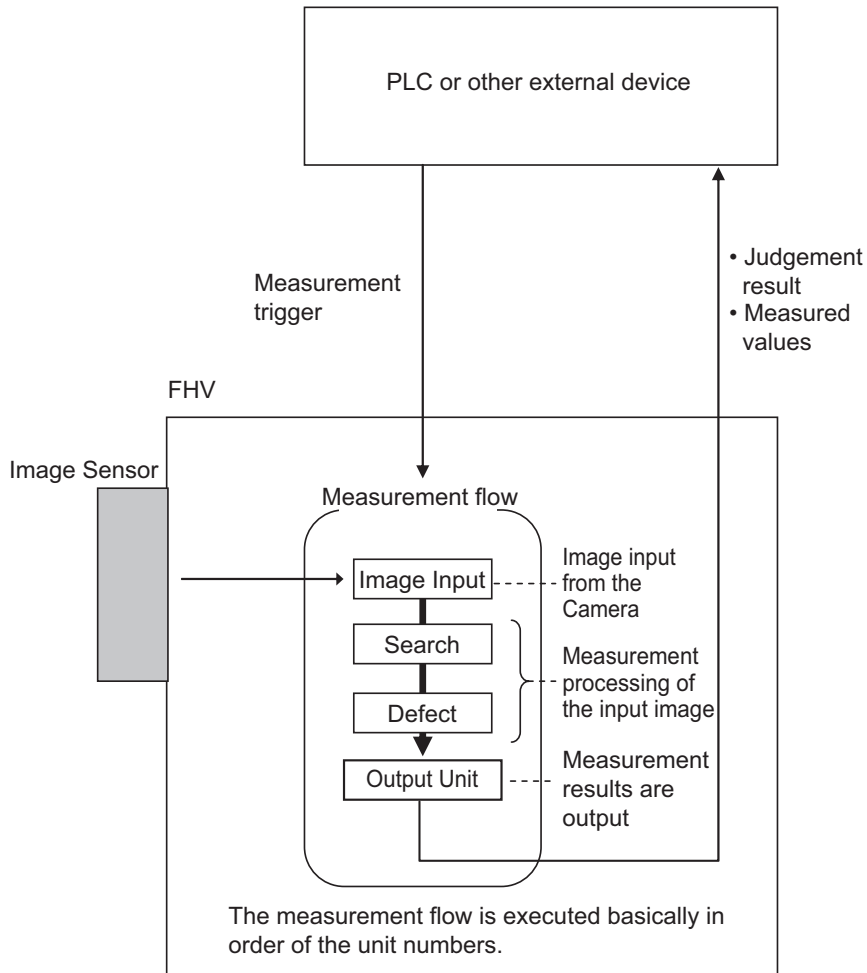 PLC or other external device
Measurement
trigger
• Judgement
result
• Measured
values
FHV
Image Sensor
Measurement flow
Image Input
Image input
from the
Camera
Search
Measurement
processing of
the input image
Defect
Output Unit
Measurement
results are
output
The measurement flow is executed basically in
order of the unit numbers.